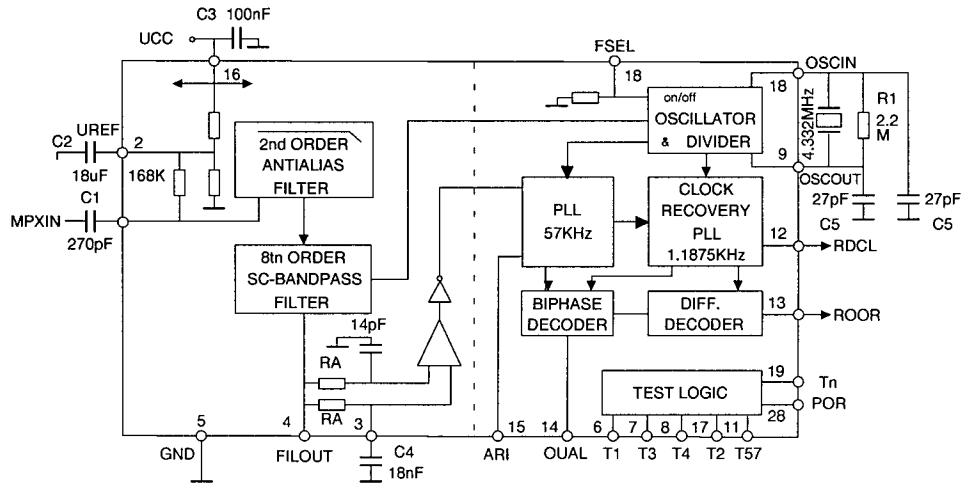 C3 100nF
UCC
16
FSEL
18
OSCIN
18
on/off
OSCILLATOR
& DIVIDER
4.332MHz
R1
2.2
M
9
OSCOUT
27pF
C5
27pF
C5
C2 UREF
2
18uF
168K
C1
MPXIN
270pF
2nd ORDER
ANTIALIAS
FILTER
8tn ORDER
SC-BANDPASS
FILTER
PLL
57KHz
CLOCK
RECOVERY
PLL
1.1875KHz
12
RDCL
BIPHASE
DECODER
DIFF.
DECODER
13
ROOR
14pF
RA
RA
TEST LOGIC
19
Tn
POR
28
5
GND
4
FILOUT
3
C4
18nF
15
ARI
14
OUAL
6
T1
7
T3
8
T4
17
T2
11
T57